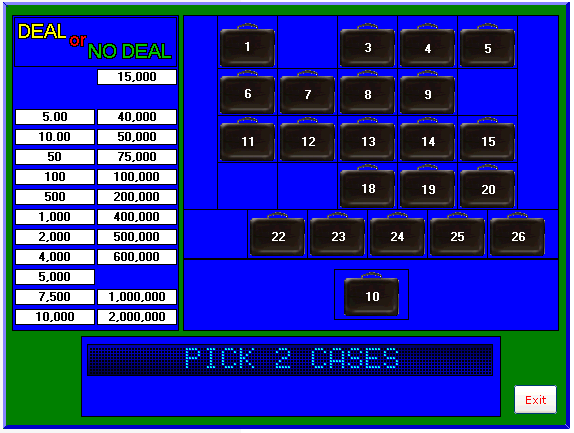 DEAL or NO DEAL
15,000
5.00 40,000
10.00 50,000
50 75,000
100 100,000
500 200,000
1,000 400,000
2,000 500,000
4,000 600,000
5,000
7,500 1,000,000
10,000 2,000,000
1 3 4 5
6 7 8 9
11 12 13 14 15
18 19 20
22 23 24 25 26
10
PICK 2 CASES
Exit